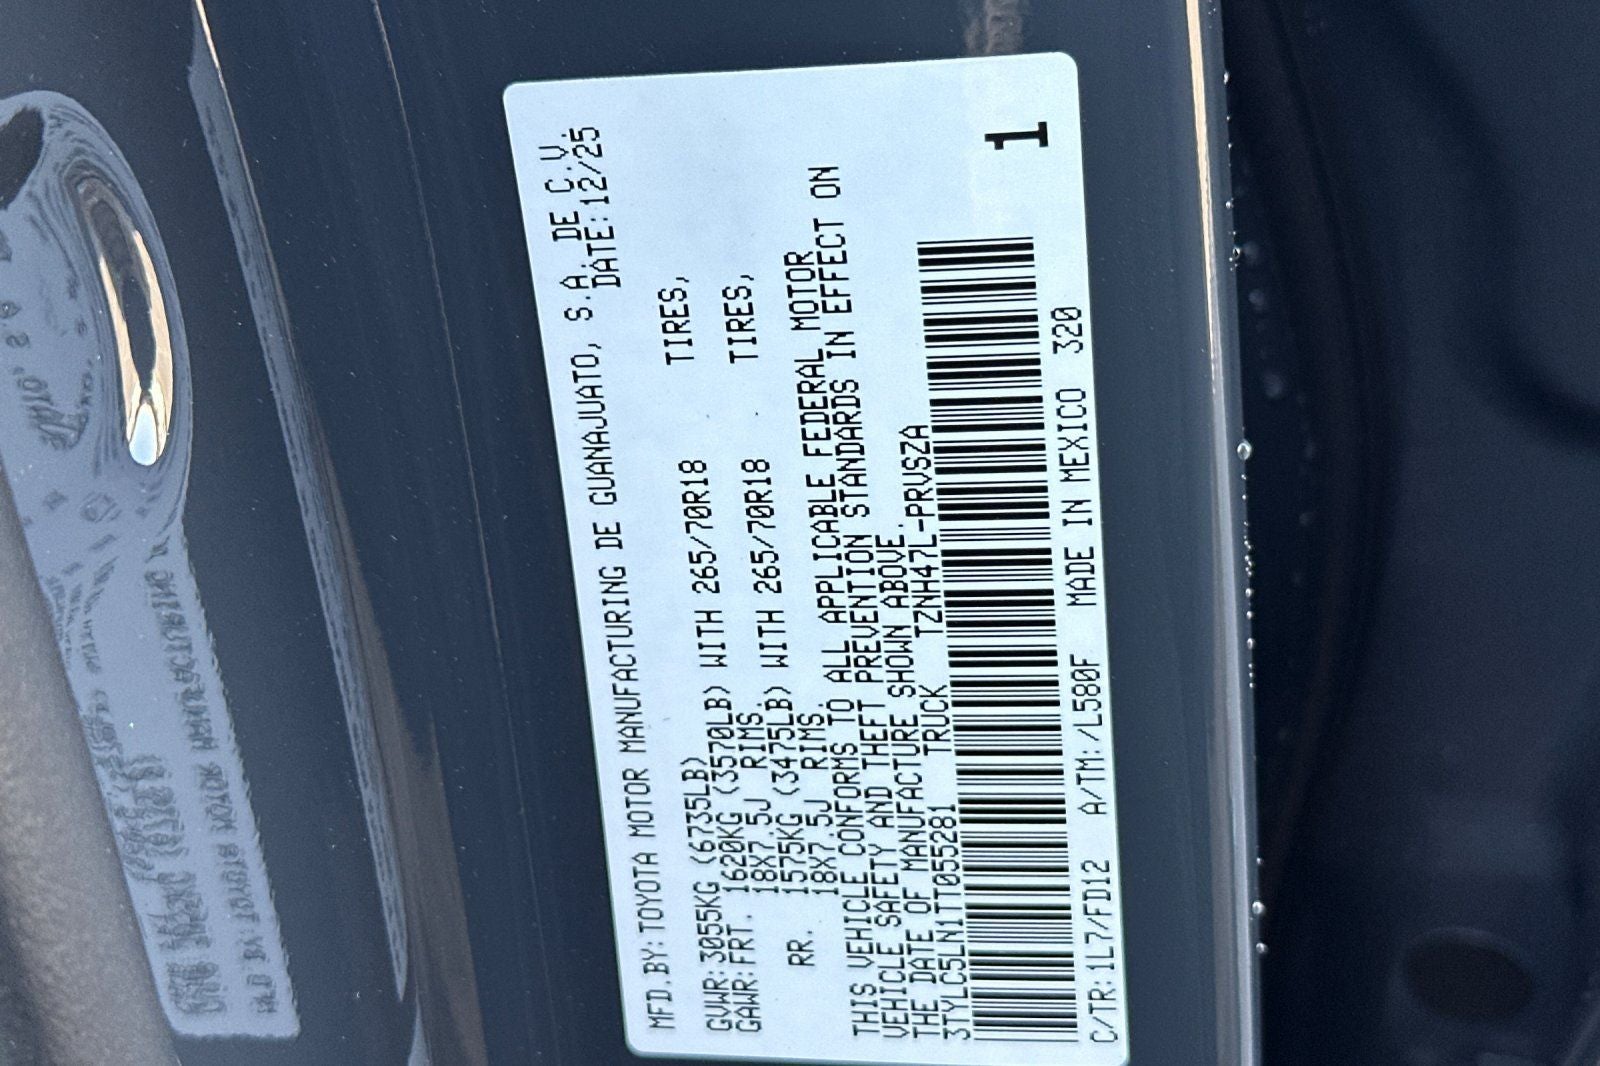 MFD.BY:TOYOTA MOTOR MANUFACTURING DE GUANAJUATO, S.A. DE C.V.
DATE:12/25
GVWR:3055KG (6735LB)
GAWR:FRT. 1620KG (3570LB) WITH 265/70R18 TIRES,
18X7.5J RIMS.
RR. 1575KG (3475LB) WITH 265/70R18 TIRES,
18X7.5J RIMS.
THIS VEHICLE CONFORMS TO ALL APPLICABLE FEDERAL MOTOR
VEHICLE SAFETY AND THEFT PREVENTION STANDARDS IN EFFECT ON
THE DATE OF MANUFACTURE SHOWN ABOVE.
3TYLC5LN1TT055281 TRUCK TZNH47L-PRVSZA
1
C/TR:1L7/FD12 A/TM:/L580F MADE IN MEXICO 320